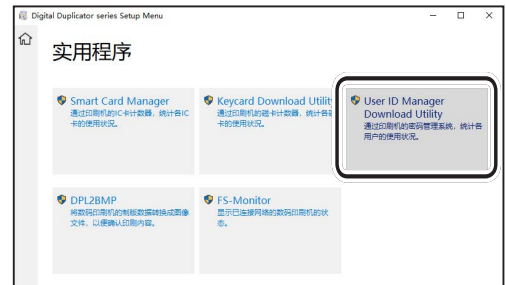 Digital Duplicator series Setup Menu
实用程序
Smart Card Manager
通过印刷机的IC卡计数器，统计各IC
卡的使用状况。
Keycard Download Utilit
通过印刷机的磁卡计数器，统计各
卡的使用状况。
User ID Manager
Download Utility
通过印刷机的密码管理系统，统计各
用户的使用状况。
DPL2BMP
将数码印刷机的制版数据转换成图像
文件，以便确认印刷内容。
FS-Monitor
显示已连接网络的数码印刷机的状
态。